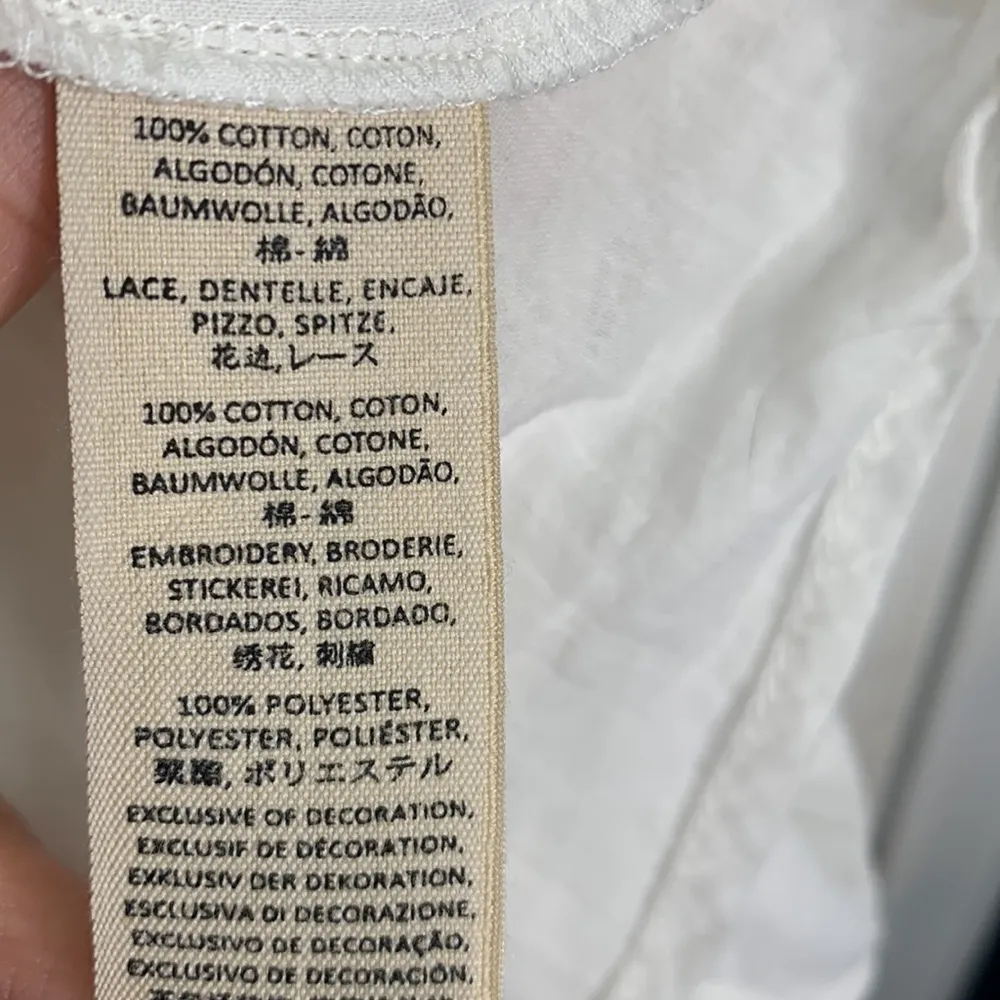 100% COTTON, COTON,
ALGODÓN, COTONE,
BAUMWOLLE, ALGODÃO,
棉-綿
LACE, DENTELLE, ENCAJE,
PIZZO, SPITZE,
花边,レース
100% COTTON, COTON,
ALGODÓN, COTONE,
BAUMWOLLE, ALGODÃO,
棉-綿
EMBROIDERY, BRODERIE,
STICKEREI, RICAMO,
BORDADOS, BORDADO,
绣花, 刺繍
100% POLYESTER,
POLYESTER, POLIÉSTER,
聚酯, ポリエステル
EXCLUSIVE OF DECORATION,
EXCLUSIF DE DÉCORATION,
EXKLUSIV DER DEKORATION,
ESCLUSIVA DI DECORAZIONE,
EXCLUSIVO DE DECORAÇÃO,
EXCLUSIVO DE DECORACIÓN,